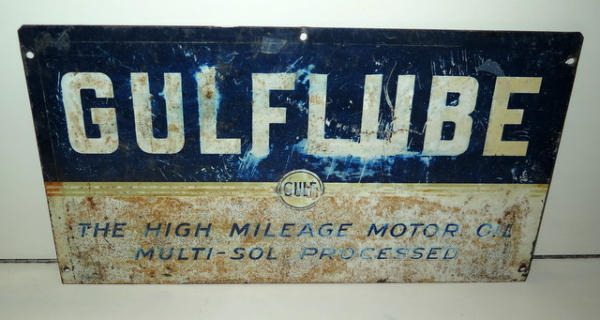 GULFLUBE
GULF
THE HIGH MILEAGE MOTOR OIL
MULTI-SOL PROCESSED